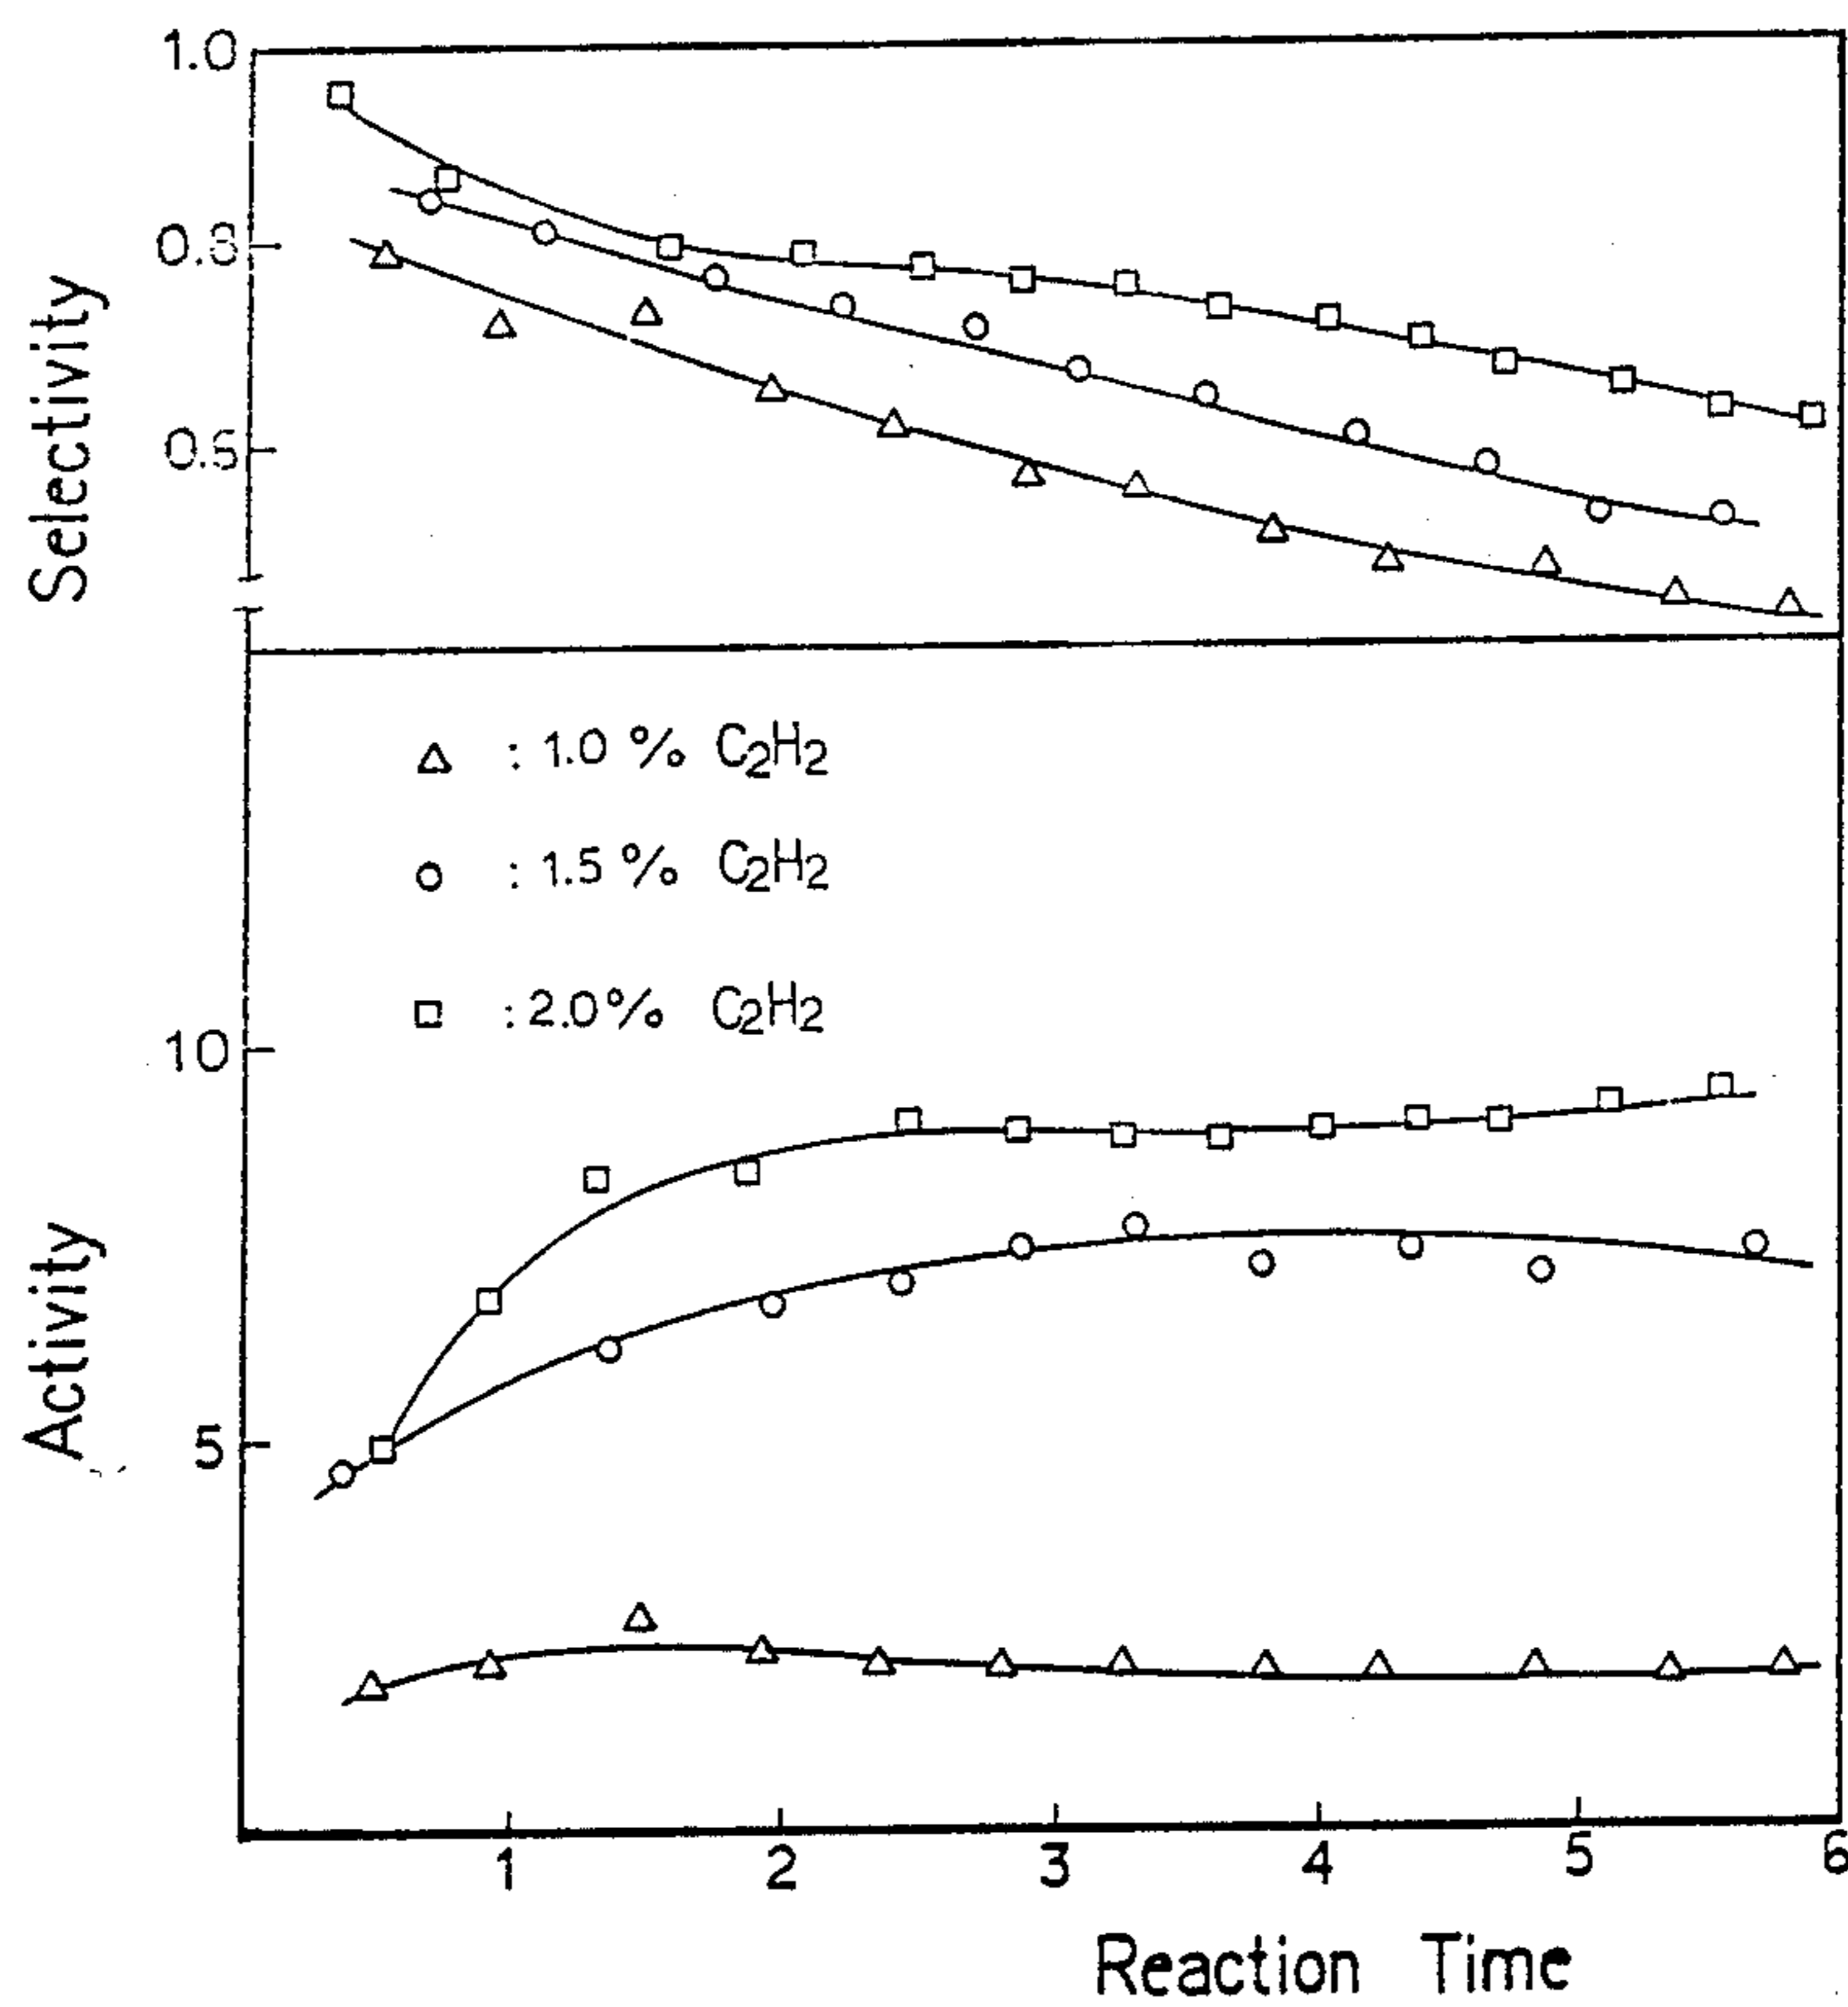 1.0
0.8
0.6
Selectivity
△ : 1.0 % C₂H₂
○ : 1.5 % C₂H₂
□ : 2.0 % C₂H₂
10
5
Activity
1 2 3 4 5 6
Reaction Time